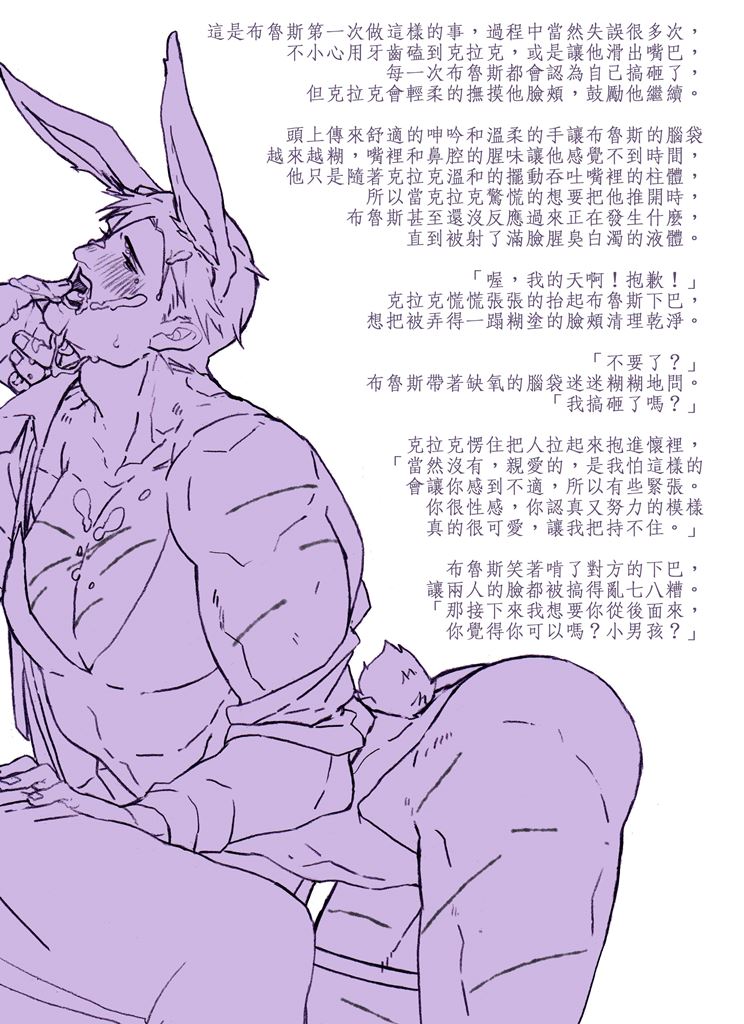 這是布魯斯第一次做這樣的事，過程中當然失誤很多次，
不小心用牙齒磕到克拉克，或是讓他滑出嘴巴，
每一次布魯斯都會認為自己搞砸了，
但克拉克會輕柔的撫摸他臉頰，鼓勵他繼續。
頭上傳來舒適的呻吟和溫柔的手讓布魯斯的腦袋
越來越糊，嘴裡和鼻腔的腥味讓他感覺不到時間，
他只是隨著克拉克溫和的擺動吞吐嘴裡的柱體，
所以當克拉克驚慌的想要把他推開時，
布魯斯甚至還沒反應過來正在發生什麼，
直到被射了滿臉腥臭白濁的液體。
「喔，我的天啊！抱歉！」
克拉克慌慌張張的抬起布魯斯下巴，
想把被弄得一蹋糊塗的臉頰清理乾淨。
「不要了？」
布魯斯帶著缺氧的腦袋迷迷糊糊地問。
「我搞砸了嗎？」
克拉克愣住把人拉起來抱進懷裡，
「當然沒有，親愛的，是我怕這樣的
會讓你感到不適，所以有些緊張。
你很性感，你認真又努力的模樣
真的很可愛，讓我把持不住。」
布魯斯笑著啃了對方的下巴，
讓兩人的臉都被搞得亂七八糟。
「那接下來我想要你從後面來，
你覺得你可以嗎？小男孩？」